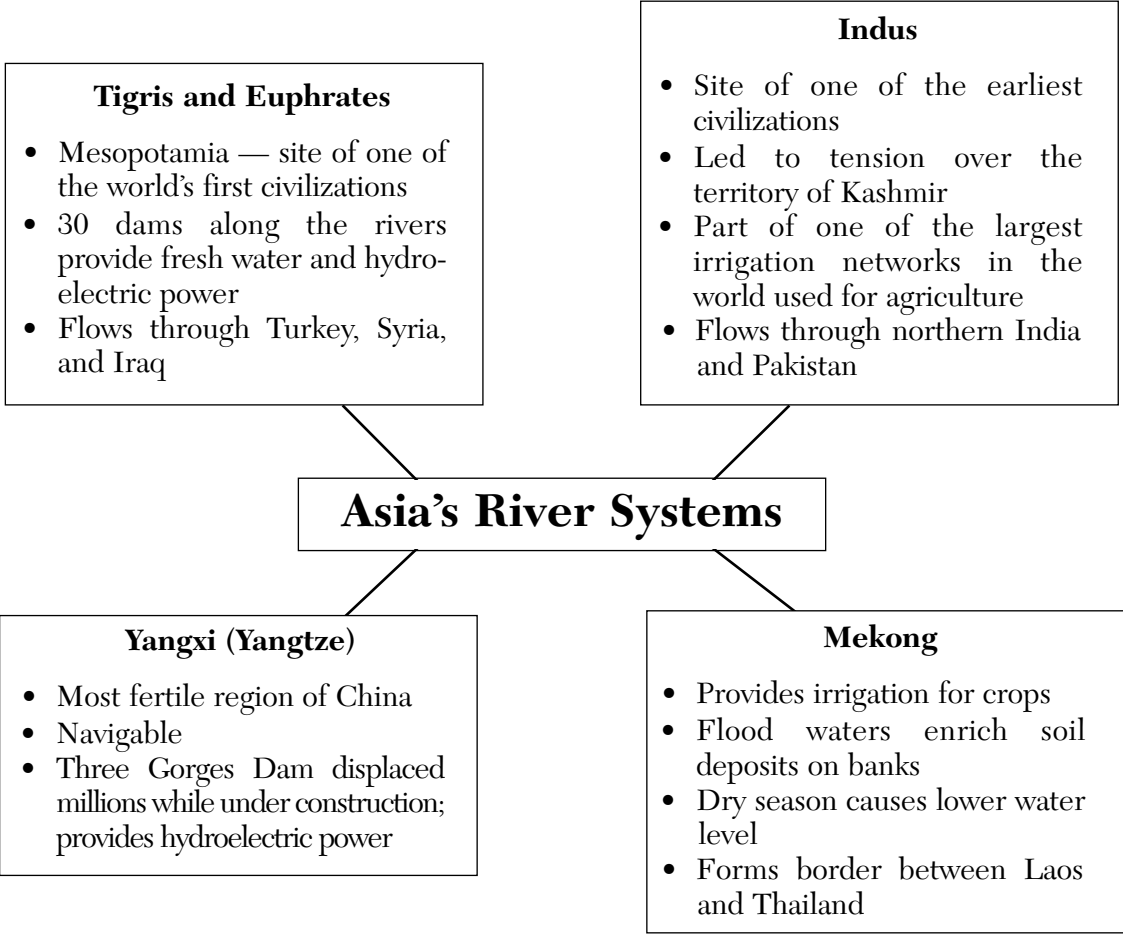 Tigris and Euphrates
• Mesopotamia — site of one of
the world's first civilizations
• 30 dams along the rivers
provide fresh water and hydro-
electric power
• Flows through Turkey, Syria,
and Iraq
Indus
• Site of one of the earliest
civilizations
• Led to tension over the
territory of Kashmir
• Part of one of the largest
irrigation networks in the
world used for agriculture
• Flows through northern India
and Pakistan
Asia's River Systems
Yangxi (Yangtze)
• Most fertile region of China
• Navigable
• Three Gorges Dam displaced
millions while under construction;
provides hydroelectric power
Mekong
• Provides irrigation for crops
• Flood waters enrich soil
deposits on banks
• Dry season causes lower water
level
• Forms border between Laos
and Thailand